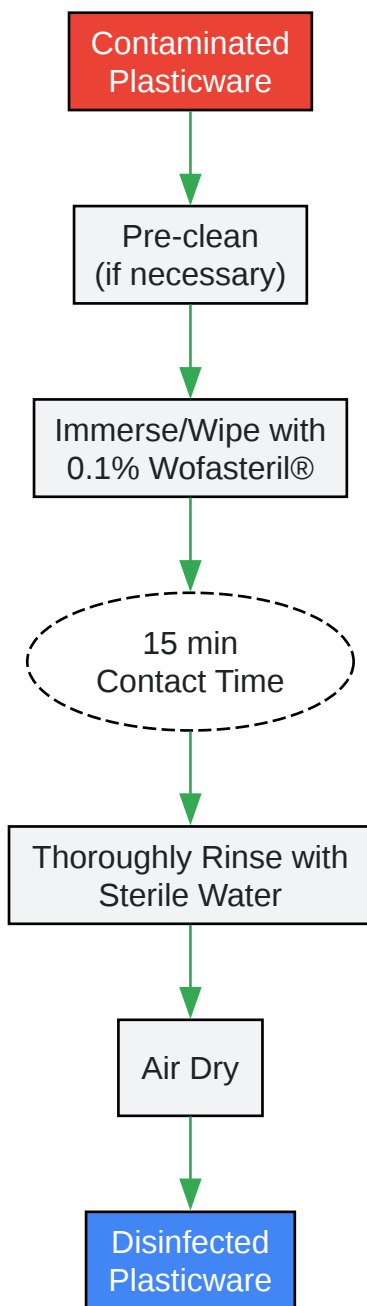 Contaminated
Plasticware
Pre-clean
(if necessary)
Immerse/Wipe with
0.1% Wofasteril®
15 min
Contact Time
Thoroughly Rinse with
Sterile Water
Air Dry
Disinfected
Plasticware